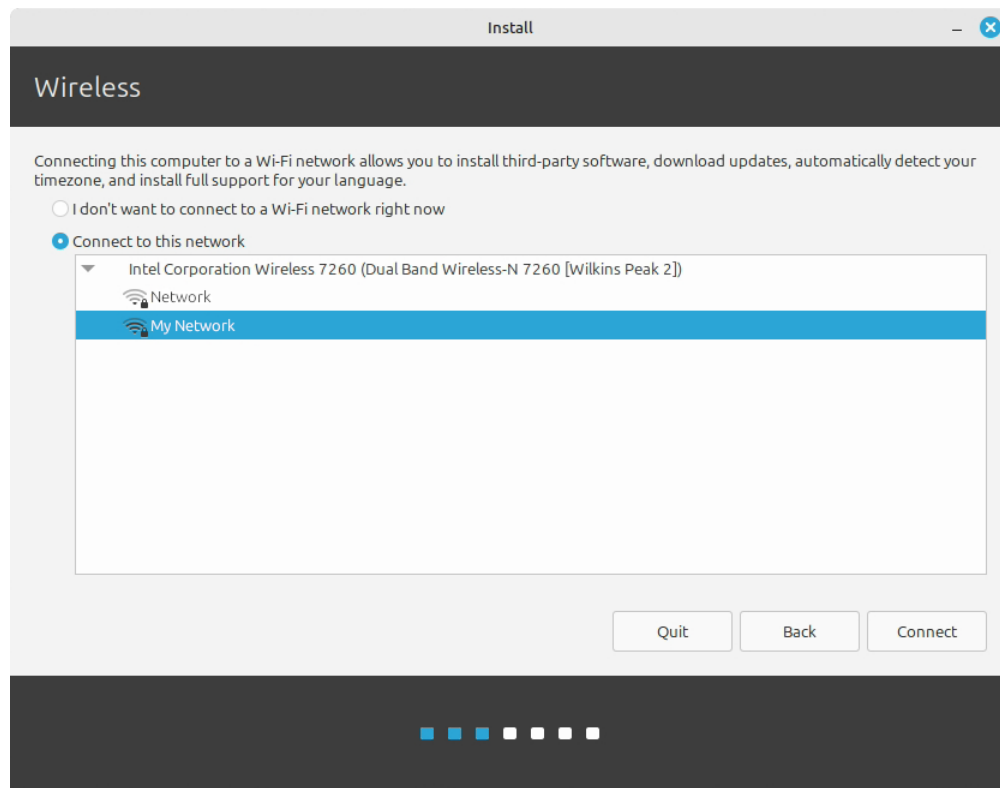 Install
Wireless
Connecting this computer to a Wi-Fi network allows you to install third-party software, download updates, automatically detect your
timezone, and install full support for your language.
I don't want to connect to a Wi-Fi network right now
Connect to this network
Intel Corporation Wireless 7260 (Dual Band Wireless-N 7260 [Wilkins Peak 2])
Network
My Network
Quit Back Connect